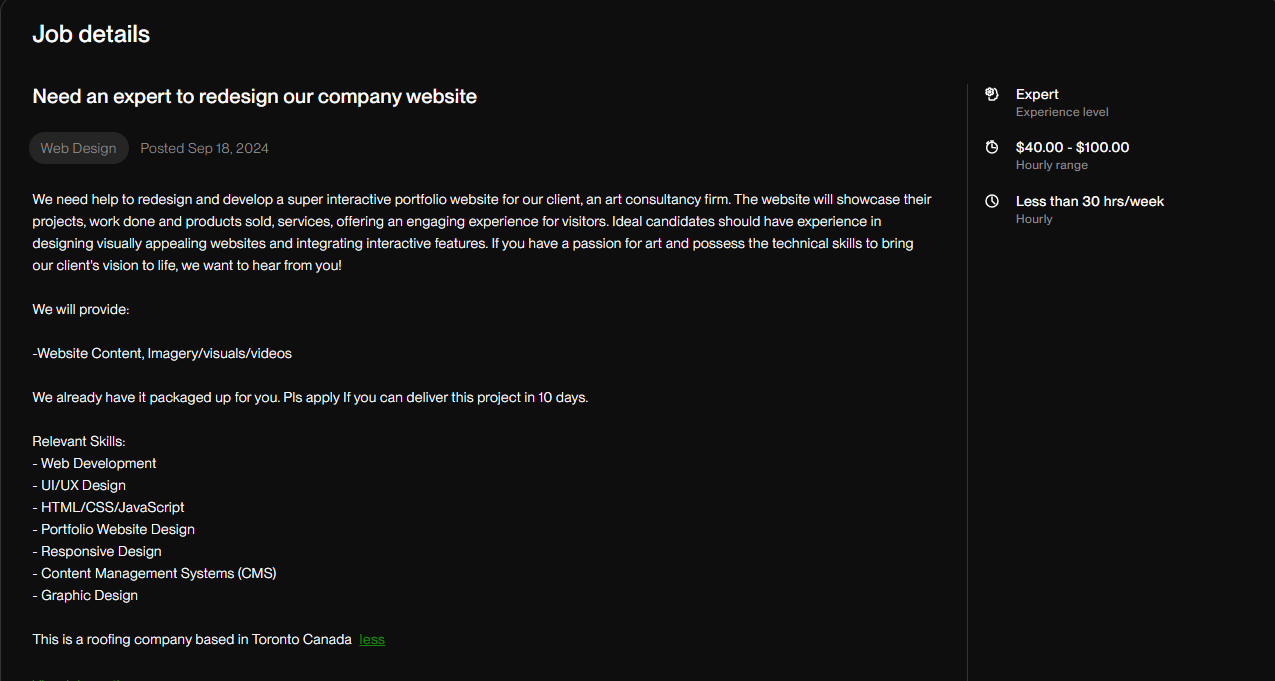 Job details
Need an expert to redesign our company website
Web Design Posted Sep 18, 2024
We need help to redesign and develop a super interactive portfolio website for our client, an art consultancy firm. The website will showcase their
projects, work done and products sold, services, offering an engaging experience for visitors. Ideal candidates should have experience in
designing visually appealing websites and integrating interactive features. If you have a passion for art and possess the technical skills to bring
our client's vision to life, we want to hear from you!
We will provide:
-Website Content, Imagery/visuals/videos
We already have it packaged up for you. Pls apply If you can deliver this project in 10 days.
Relevant Skills:
- Web Development
- UI/UX Design
- HTML/CSS/JavaScript
- Portfolio Website Design
- Responsive Design
- Content Management Systems (CMS)
- Graphic Design
This is a roofing company based in Toronto Canada less
Expert
Experience level
$40.00 - $100.00
Hourly range
Less than 30 hrs/week
Hourly